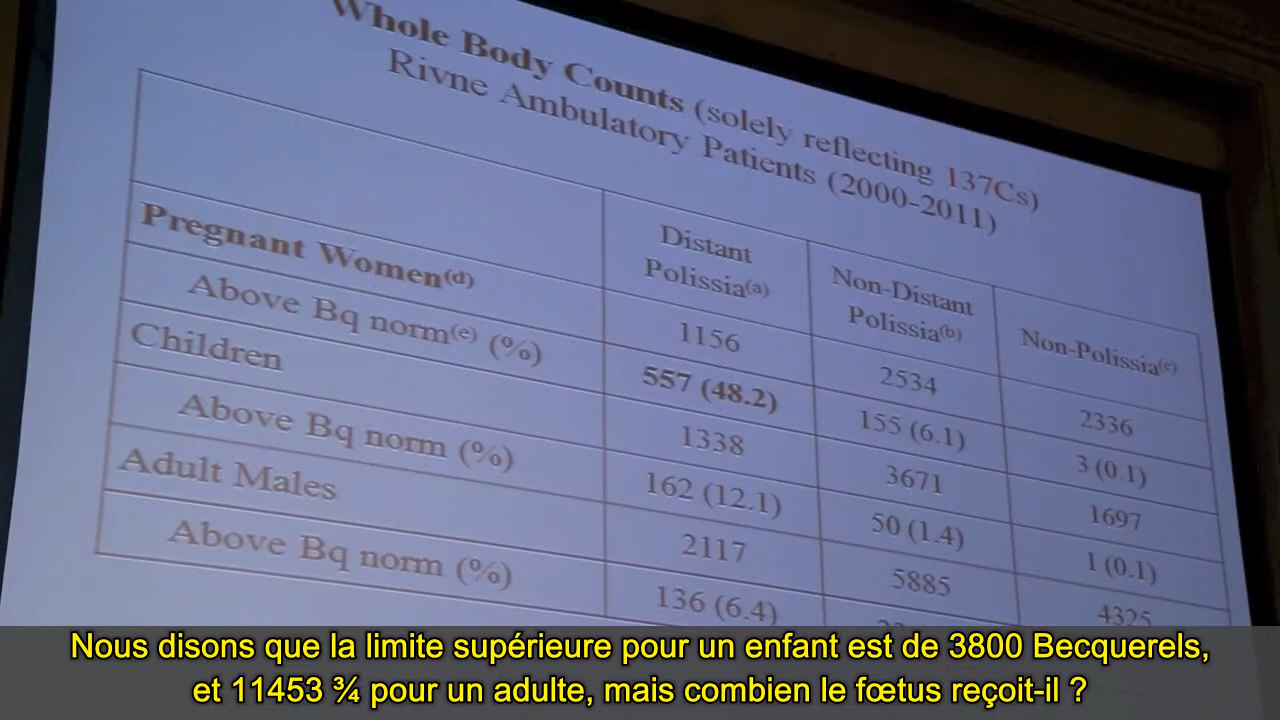 Whole Body Counts (solely reflecting 137Cs)
Rivne Ambulatory Patients (2000-2011)
Distant Polissia(a) Non-Distant Polissia(b) Non-Polissia(c)
Pregnant Women(d) 1156 2534 2336
Above Bq norm(e) (%) 557 (48.2) 155 (6.1) 3 (0.1)
Children 1338 3671 1697
Above Bq norm (%) 162 (12.1) 50 (1.4) 1 (0.1)
Adult Males 2117 5885 4325
Above Bq norm (%) 136 (6.4)
Nous disons que la limite supérieure pour un enfant est de 3800 Becquerels,
et 11453 ¾ pour un adulte, mais combien le fœtus reçoit-il ?